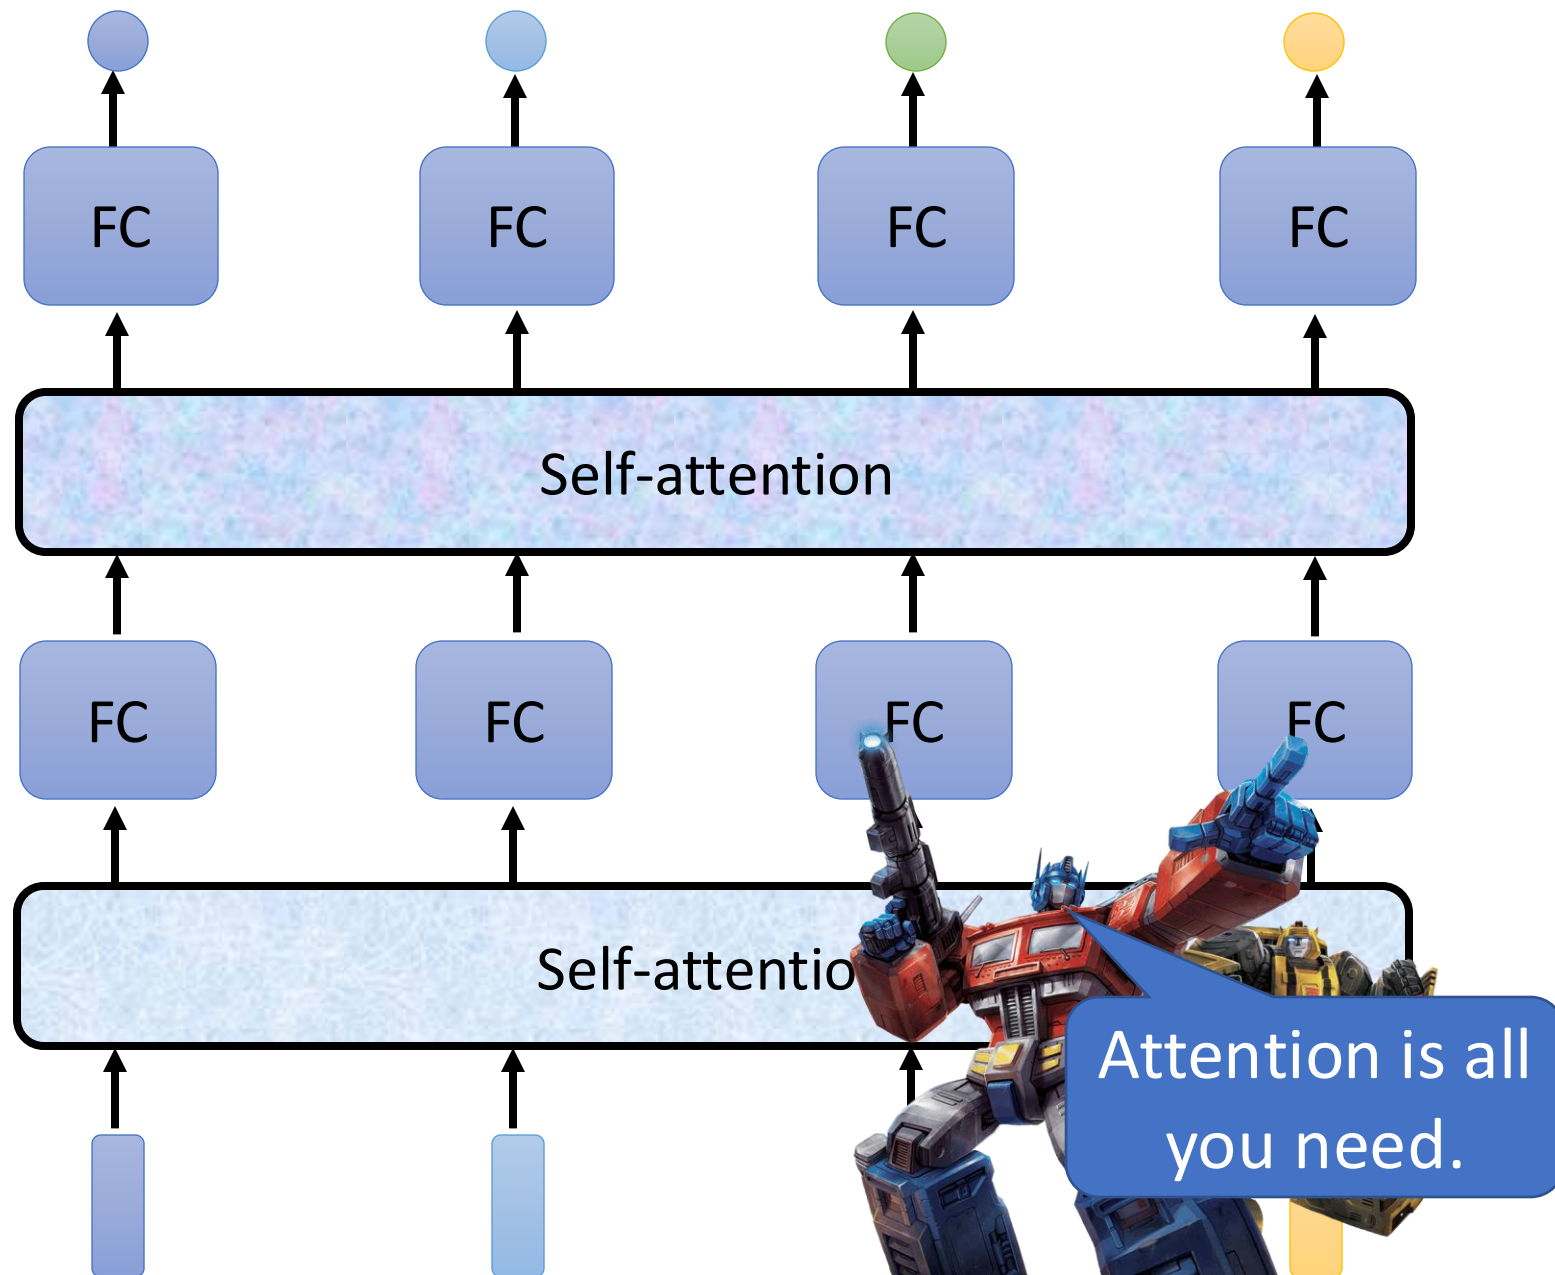 FC FC FC FC
Self-attention
FC FC FC FC
Self-attentio
Attention is all
you need.